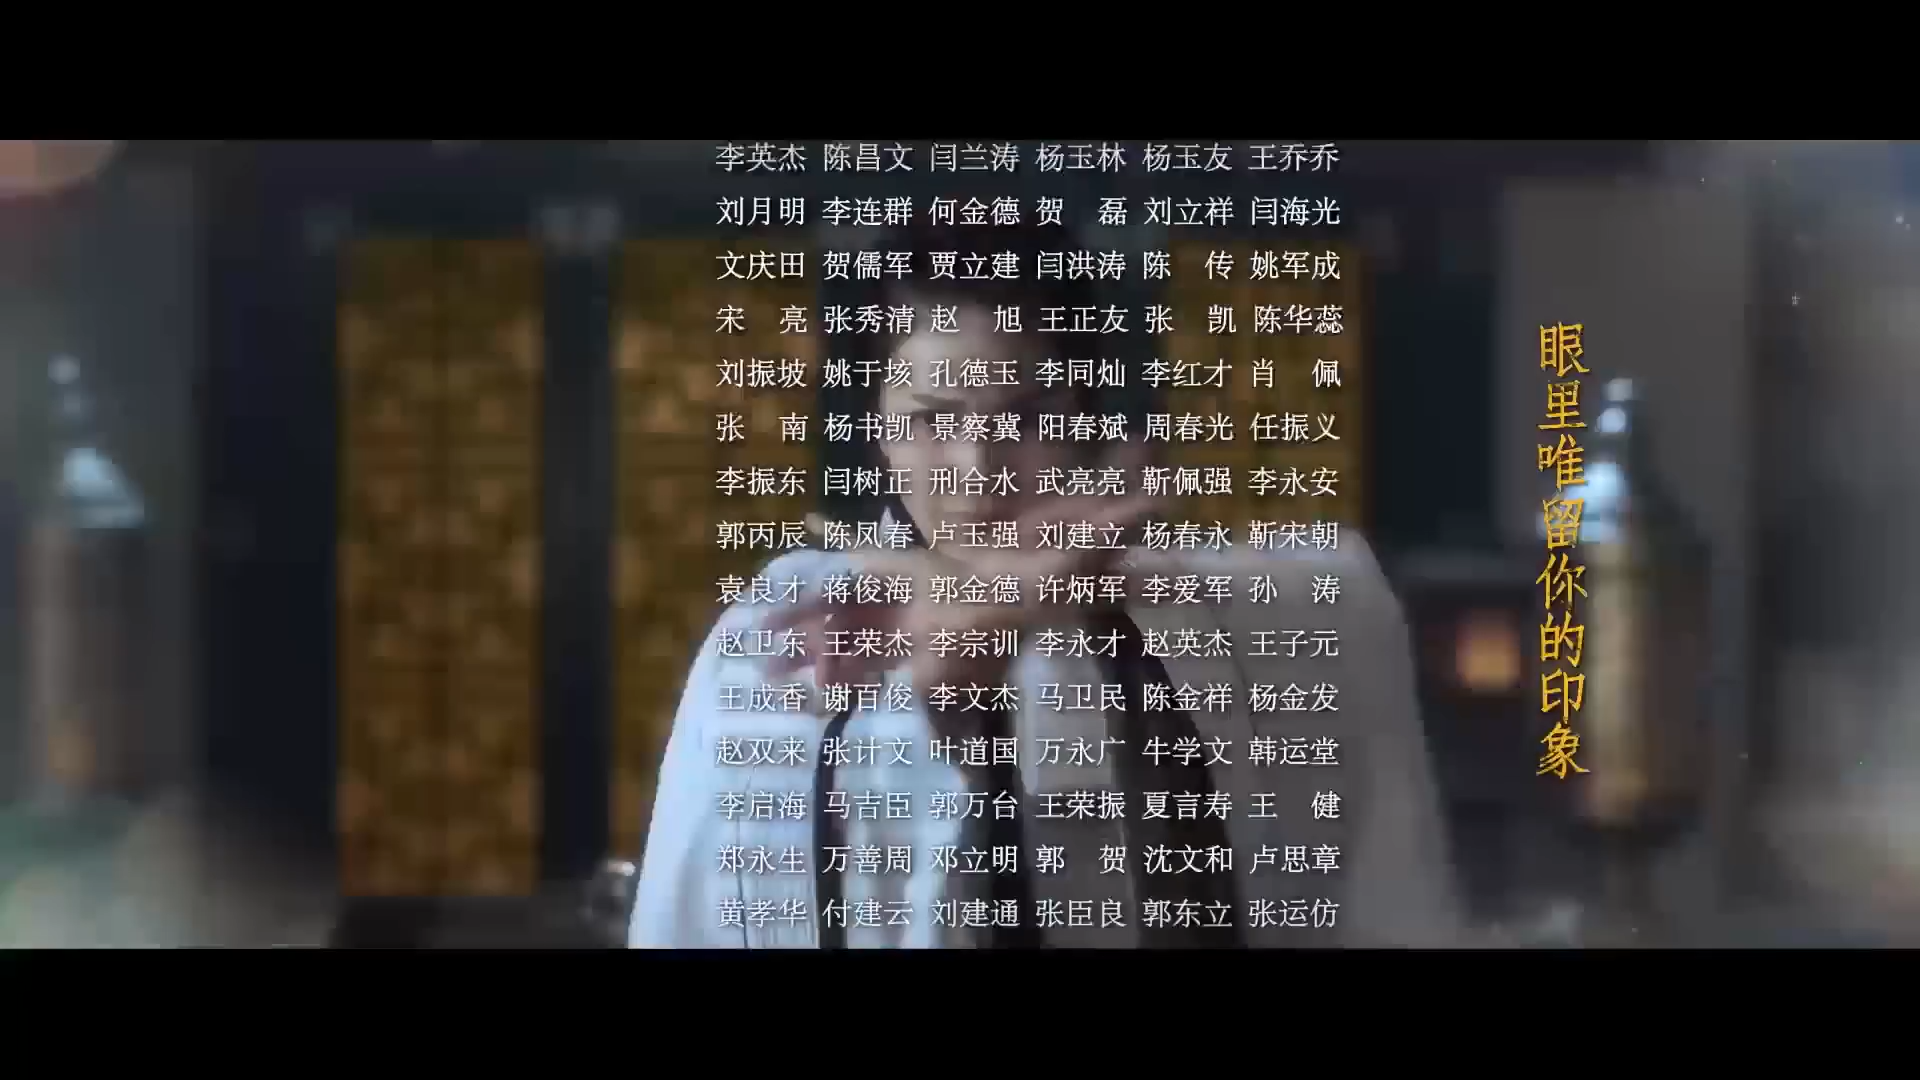 李英杰 陈昌文 闫兰涛 杨玉林 杨玉友 王乔乔
刘月明 李连群 何金德 贺　磊 刘立祥 闫海光
文庆田 贺儒军 贾立建 闫洪涛 陈　传 姚军成
宋　亮 张秀清 赵　旭 王正友 张　凯 陈华蕊
刘振坡 姚于垓 孔德玉 李同灿 李红才 肖　佩
张　南 杨书凯 景察冀 阳春斌 周春光 任振义
李振东 闫树正 刑合水 武亮亮 靳佩强 李永安
郭丙辰 陈凤春 卢玉强 刘建立 杨春永 靳宋朝
袁良才 蒋俊海 郭金德 许炳军 李爱军 孙　涛
赵卫东 王荣杰 李宗训 李永才 赵英杰 王子元
王成香 谢百俊 李文杰 马卫民 陈金祥 杨金发
赵双来 张计文 叶道国 万永广 牛学文 韩运堂
李启海 马吉臣 郭万台 王荣振 夏言寿 王　健
郑永生 万善周 邓立明 郭　贺 沈文和 卢思章
黄孝华 付建云 刘建通 张臣良 郭东立 张运仿
眼里唯留你的印象